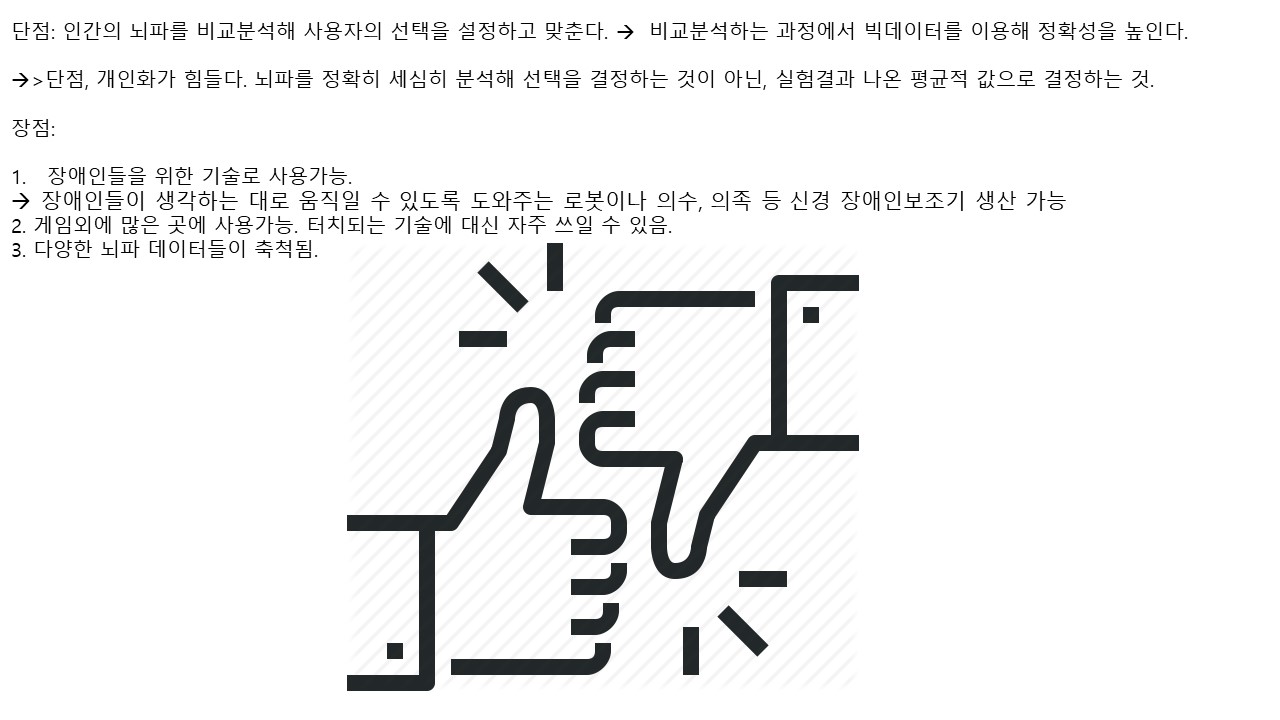 단점: 인간의 뇌파를 비교분석해 사용자의 선택을 설정하고 맞춘다. → 비교분석하는 과정에서 빅데이터를 이용해 정확성을 높인다.
→>단점, 개인화가 힘들다. 뇌파를 정확히 세심히 분석해 선택을 결정하는 것이 아닌, 실험결과 나온 평균적 값으로 결정하는 것.
장점:
1. 장애인들을 위한 기술로 사용가능.
→ 장애인들이 생각하는 대로 움직일 수 있도록 도와주는 로봇이나 의수, 의족 등 신경 장애인보조기 생산 가능
2. 게임외에 많은 곳에 사용가능. 터치되는 기술에 대신 자주 쓰일 수 있음.
3. 다양한 뇌파 데이터들이 축척됨.